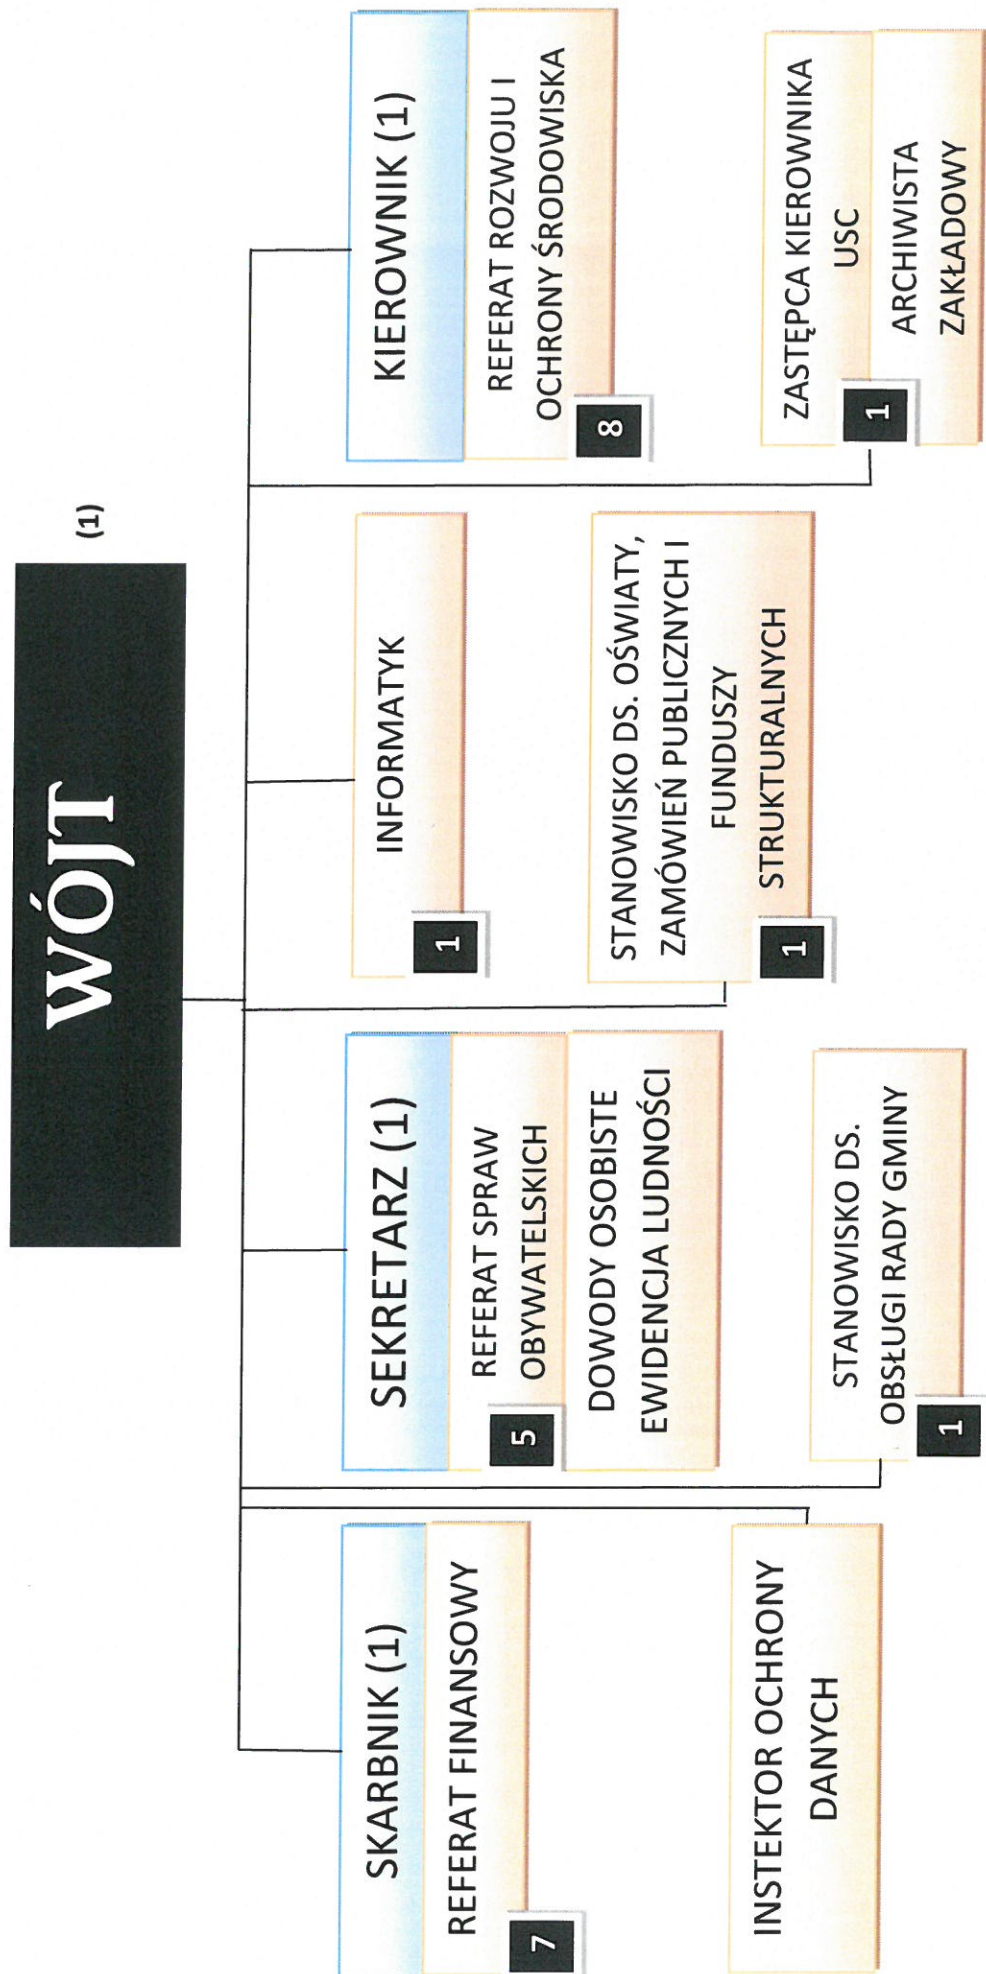 WÓJT
(1)
SKARBNIK (1)
REFERAT FINANSOWY
7
SEKRETARZ (1)
REFERAT SPRAW
OBYWATELSKICH
5
DOWODY OSOBISTE
EWIDENCJA LUDNOŚCI
INFORMATYK
1
KIEROWNIK (1)
REFERAT ROZWOJU I
OCHRONY ŚRODOWISKA
8
INSTEKTOR OCHRONY
DANYCH
STANOWISKO DS.
OBSŁUGI RADY GMINY
1
STANOWISKO DS. OŚWIATY,
ZAMÓWIEŃ PUBLICZNYCH I
FUNDUSZY
STRUKTURALNYCH
1
ZASTĘPCA KIEROWNIKA
USC
1
ARCHIWISTA
ZAKŁADOWY